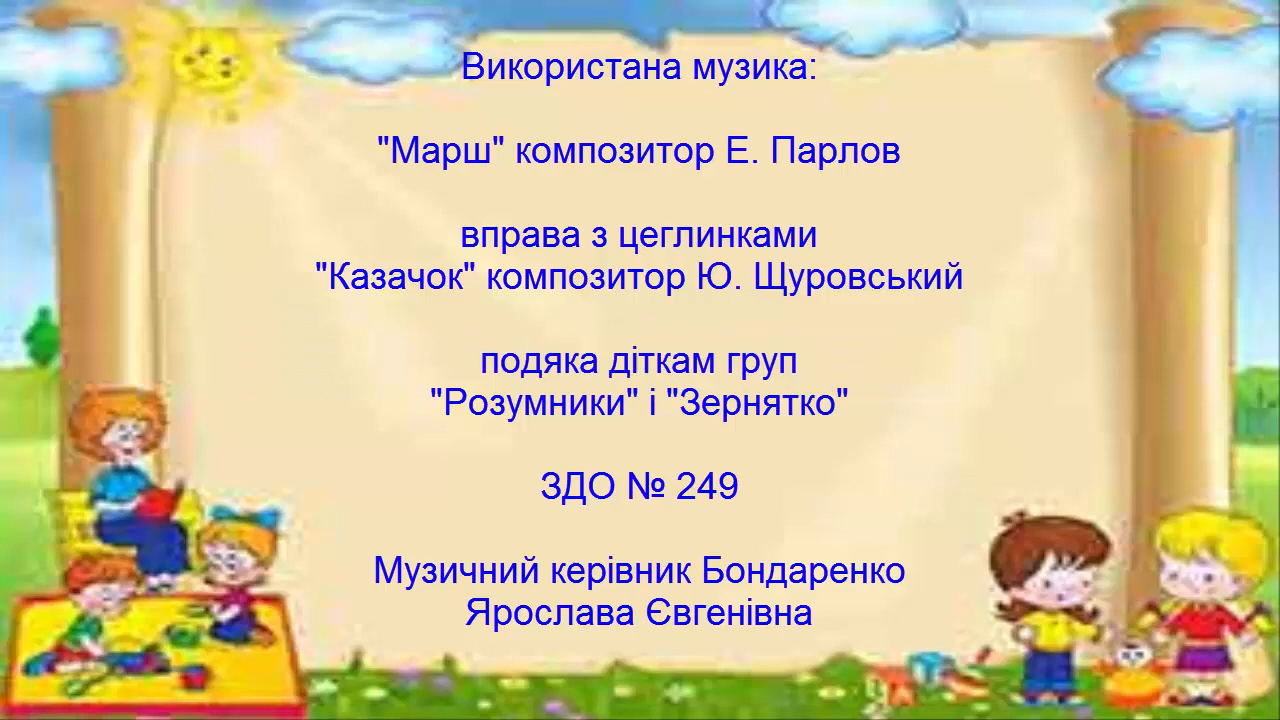 Використана музика:
"Марш" композитор Е. Парлов
вправа з цеглинками
"Казачок" композитор Ю. Щуровський
подяка діткам груп
"Розумники" і "Зернятко"
ЗДО № 249
Музичний керівник Бондаренко
Ярослава Євгенівна